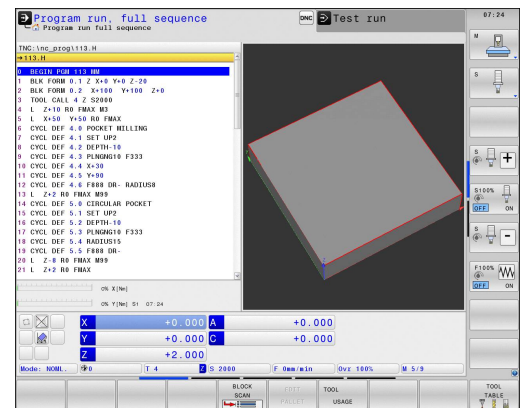 Program run, full sequence
Program run full sequence
DNC
Test run
07:24
TNC:\nc_prog\113.H
→113.H
0 BEGIN PGM 113 MM
1 BLK FORM 0.1 Z X+0 Y+0 Z-20
2 BLK FORM 0.2 X+100 Y+100 Z+0
3 TOOL CALL 4 Z S2000
4 L Z+10 R0 FMAX M3
5 L X+50 Y+50 R0 FMAX
6 CYCL DEF 4.0 POCKET MILLING
7 CYCL DEF 4.1 SET UP2
8 CYCL DEF 4.2 DEPTH-10
9 CYCL DEF 4.3 PLNGNG10 F333
10 CYCL DEF 4.4 X+30
11 CYCL DEF 4.5 Y+90
12 CYCL DEF 4.6 F888 DR- RADIUS8
13 L Z+2 R0 FMAX M99
14 CYCL DEF 5.0 CIRCULAR POCKET
15 CYCL DEF 5.1 SET UP2
16 CYCL DEF 5.2 DEPTH-10
17 CYCL DEF 5.3 PLNGNG10 F333
18 CYCL DEF 5.4 RADIUS15
19 CYCL DEF 5.5 F888 DR-
20 L Z-8 R0 FMAX M99
21 L Z+2 R0 FMAX
0% X[Nm]
0% Y[Nm] S1 07:24
X +0.000 A +0.000
Y +0.000 C +0.000
Z +2.000
Mode: NOML. 0 T 4 Z S 2000 F 0mm/min Ovr 100% M 5/9
M
S
S +
S100%
OFF ON
S -
F100%
OFF ON
BLOCK SCAN
EDIT PALLET
TOOL USAGE
TOOL TABLE